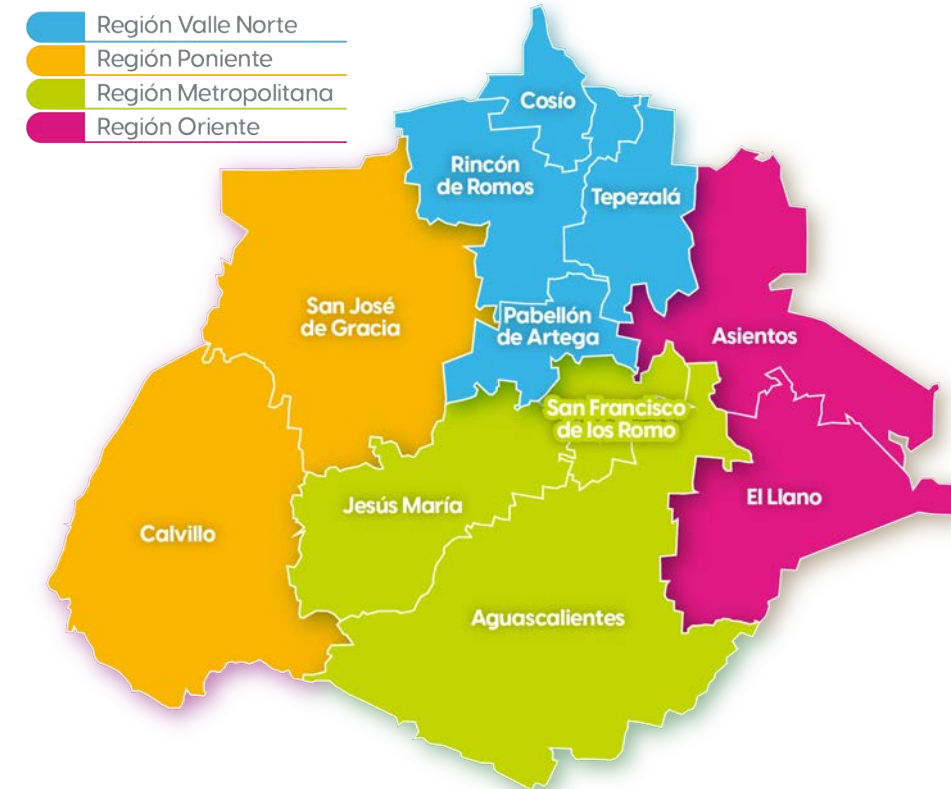 Región Valle Norte
Región Poniente
Región Metropolitana
Región Oriente
Cosío
Rincón
de Romos
Tepezalá
San José
de Gracia
Pabellón
de Artega
Asientos
San Francisco
de los Romo
Jesús María
El Llano
Calvillo
Aguascalientes